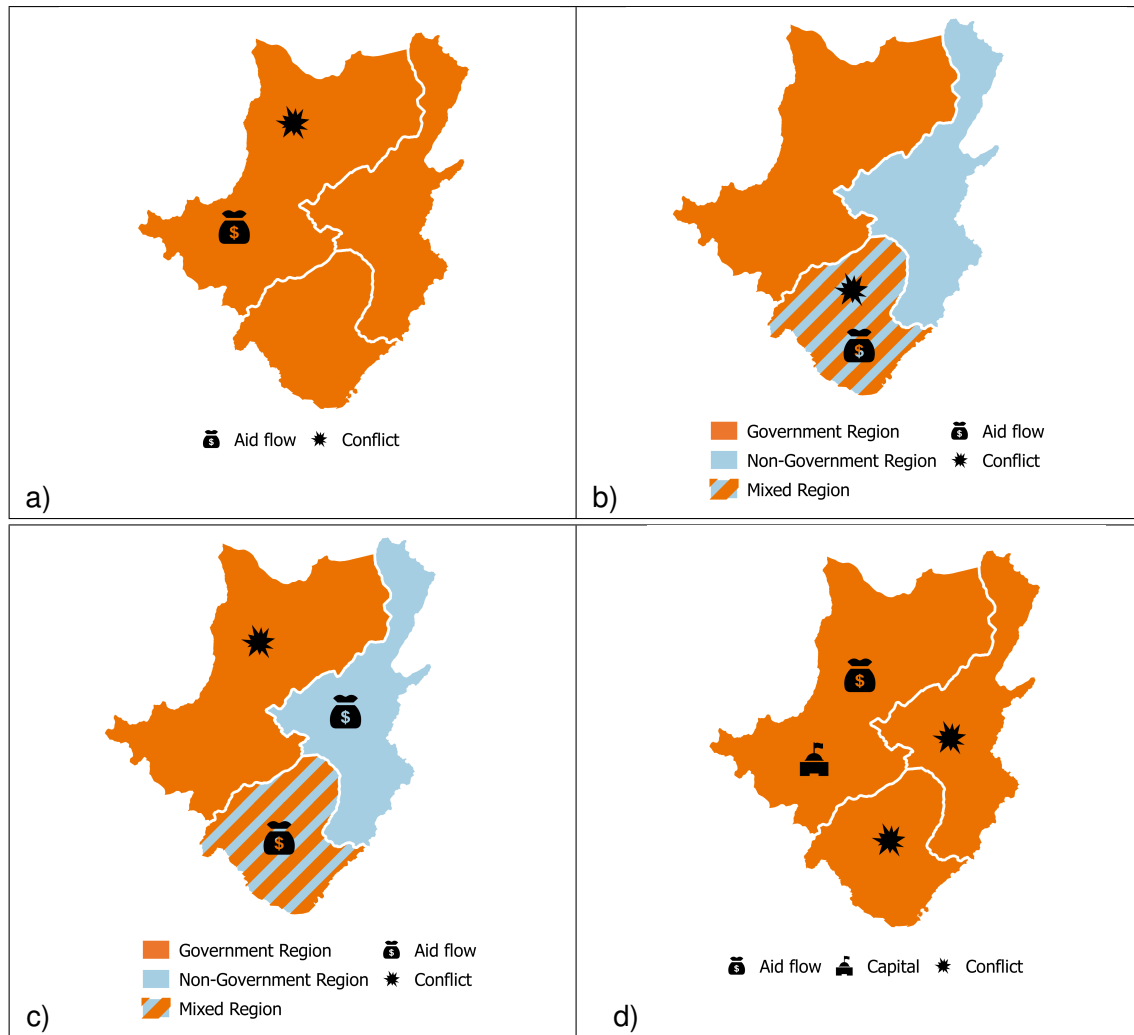 Aid flow Conflict
a)
Government Region Aid flow
Non-Government Region Conflict
Mixed Region
b)
Government Region Aid flow
Non-Government Region Conflict
Mixed Region
c)
Aid flow Capital Conflict
d)
$
$
$
$
$
$
$
$
$
$